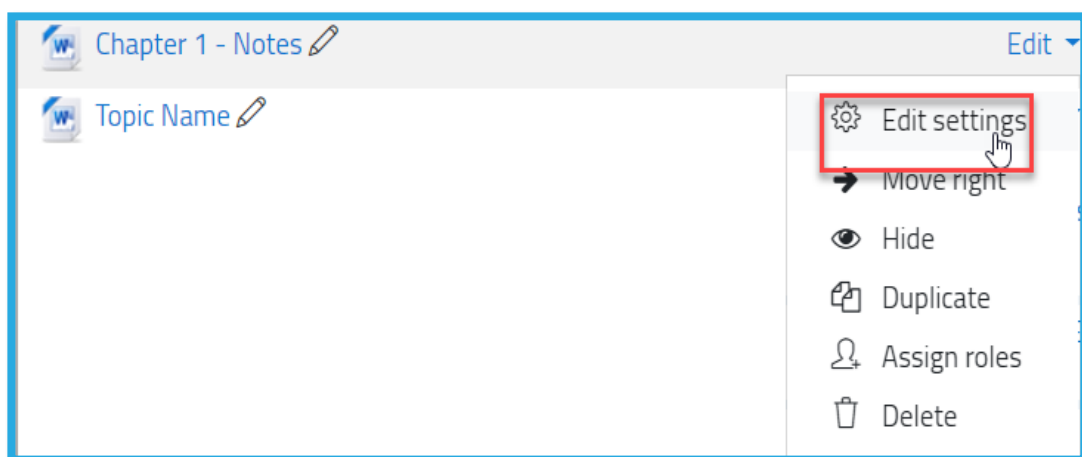 Chapter 1 - Notes
Edit
Topic Name
Edit settings
Move right
Hide
Duplicate
Assign roles
Delete